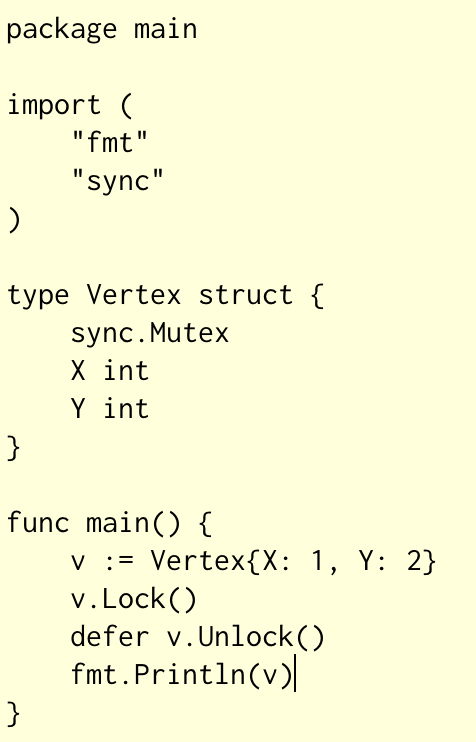 package main
import (
    "fmt"
    "sync"
)
type Vertex struct {
    sync.Mutex
    X int
    Y int
}
func main() {
    v := Vertex{X: 1, Y: 2}
    v.Lock()
    defer v.Unlock()
    fmt.Println(v)
}